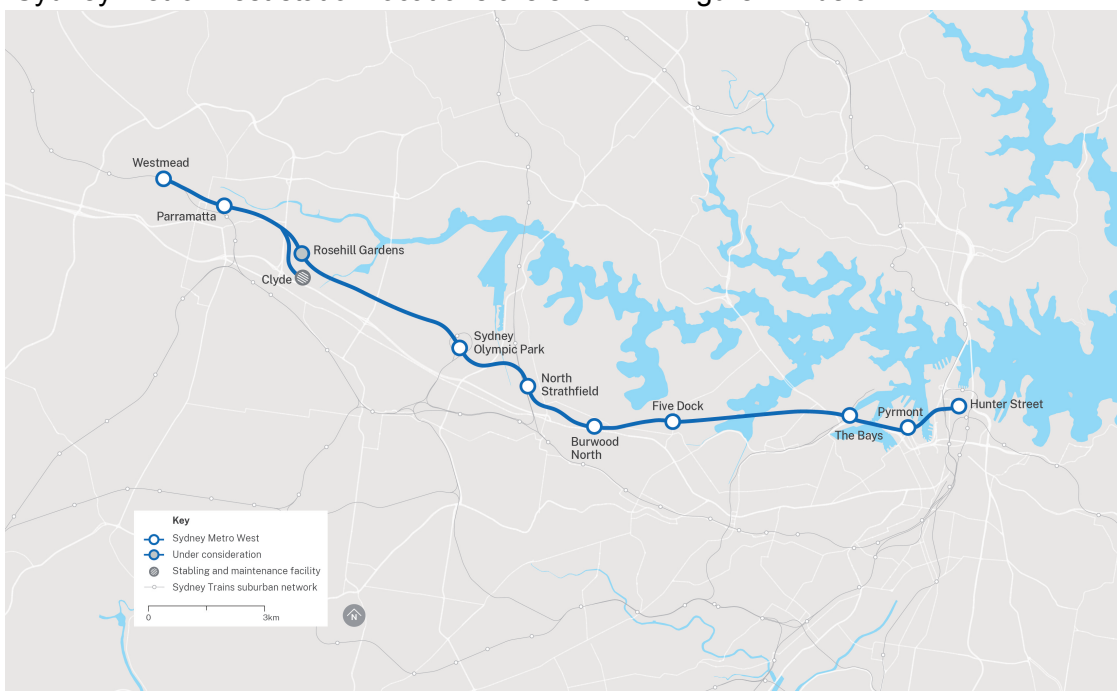 Westmead
Parramatta
Rosehill Gardens
Clyde
Sydney
Olympic Park
North
Strathfield
Burwood
North
Five Dock
The Bays
Pyrmont
Hunter Street
Key
Sydney Metro West
Under consideration
Stabling and maintenance facility
Sydney Trains suburban network
0 3km
N